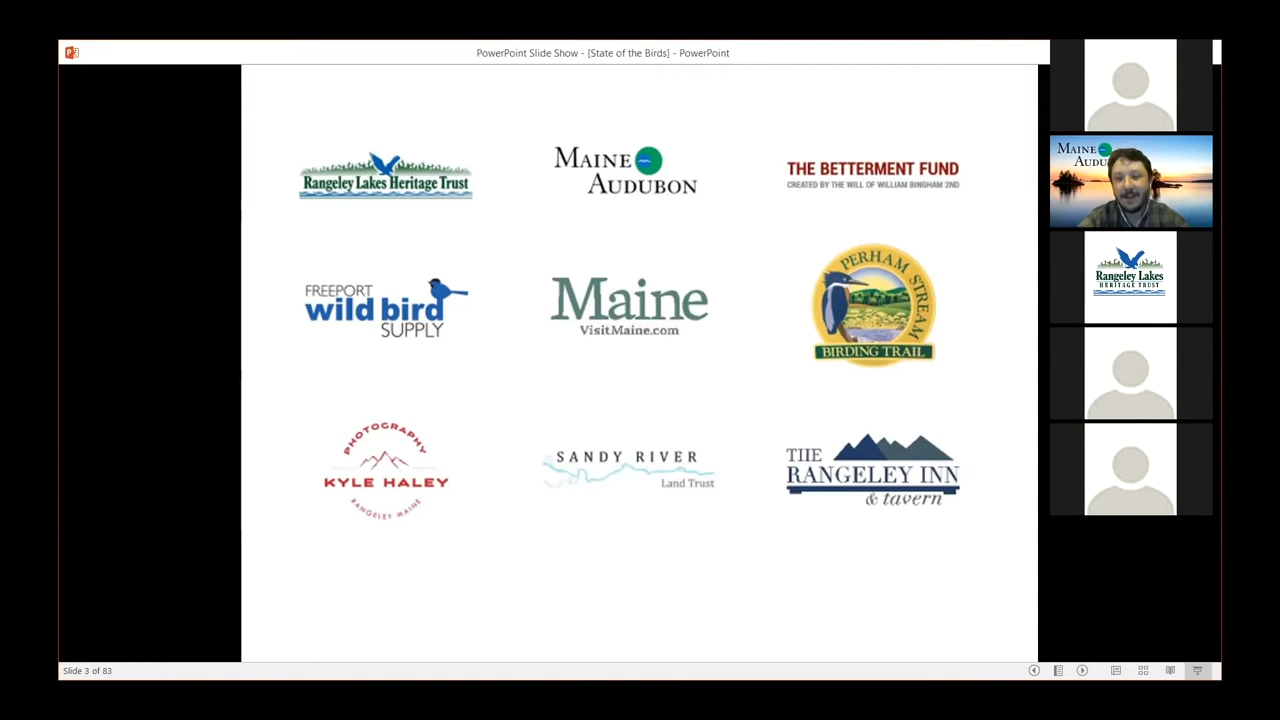 PowerPoint Slide Show - [State of the Birds] - PowerPoint
Rangeley Lakes Heritage Trust
MAINE
AUDUBON
THE BETTERMENT FUND
CREATED BY THE WILL OF WILLIAM BINGHAM 2ND
FREEPORT
wild bird
SUPPLY
Maine
VisitMaine.com
PERHAM STREAM
BIRDING TRAIL
PHOTOGRAPHY
KYLE HALEY
RANGELEY MAINE
SANDY RIVER
Land Trust
THE
RANGELEY INN
& tavern
MAINE
AUDU
Rangeley Lakes
HERITAGE TRUST
Slide 3 of 83